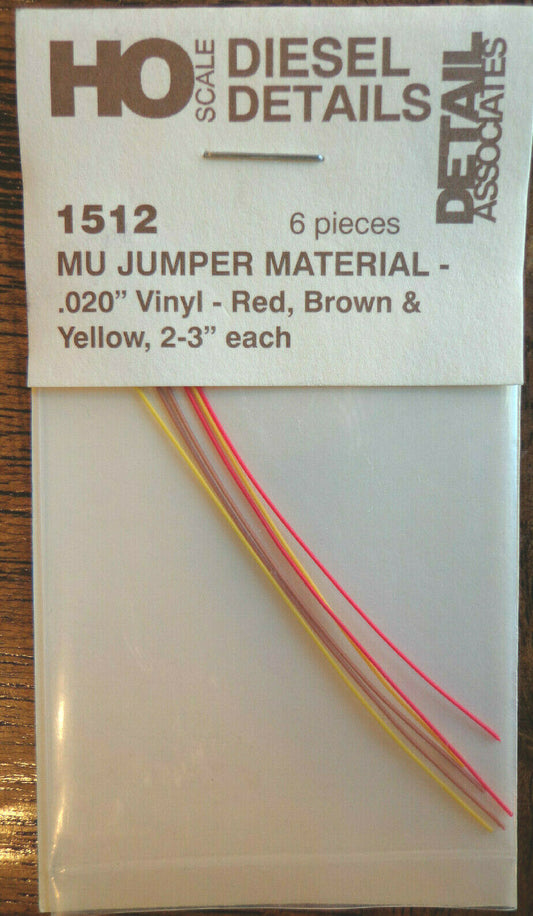 HO SCALE DIESEL DETAILS
DETAIL ASSOCIATES
1512 6 pieces
MU JUMPER MATERIAL -
.020” Vinyl - Red, Brown &
Yellow, 2-3” each